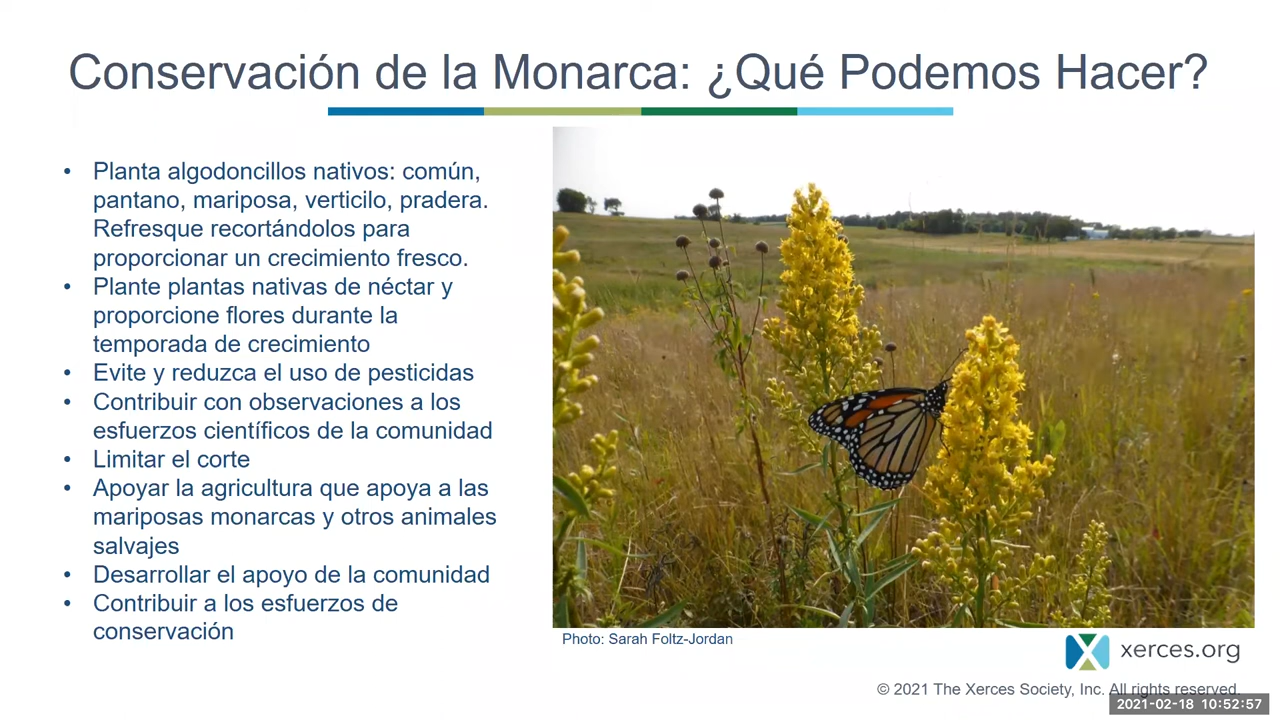 Conservación de la Monarca: ¿Qué Podemos Hacer?
• Planta algodoncillos nativos: común,
pantano, mariposa, verticilo, pradera.
Refresque recortándolos para
proporcionar un crecimiento fresco.
• Plante plantas nativas de néctar y
proporcione flores durante la
temporada de crecimiento
• Evite y reduzca el uso de pesticidas
• Contribuir con observaciones a los
esfuerzos científicos de la comunidad
• Limitar el corte
• Apoyar la agricultura que apoya a las
mariposas monarcas y otros animales
salvajes
• Desarrollar el apoyo de la comunidad
• Contribuir a los esfuerzos de
conservación
Photo: Sarah Foltz-Jordan
xerces.org
© 2021 The Xerces Society, Inc. All rights reserved.
2021-02-18 10:52:57